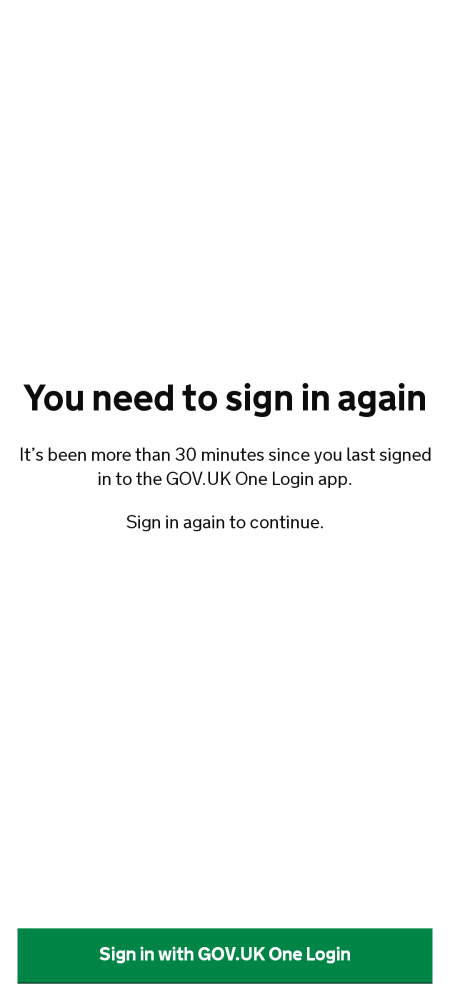 You need to sign in again
It’s been more than 30 minutes since you last signed
in to the GOV.UK One Login app.
Sign in again to continue.
Sign in with GOV.UK One Login